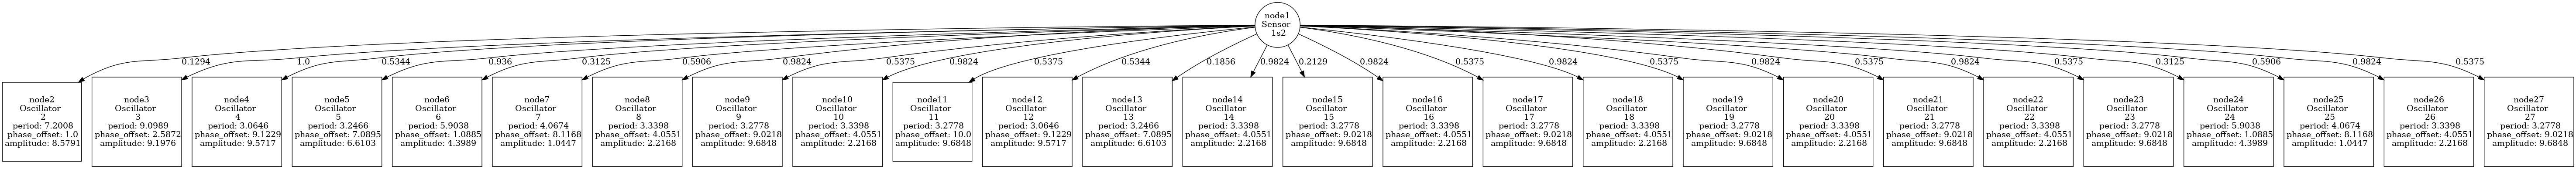 node1
Sensor
1s2
0.1294
1.0
-0.5344
0.936
-0.3125
0.5906
0.9824
-0.5375
0.9824
-0.5375
-0.5344
0.1856
0.9824
0.2129
0.9824
-0.5375
0.9824
-0.5375
0.9824
-0.5375
0.9824
-0.5375
-0.3125
0.5906
0.9824
-0.5375
node2
Oscillator
2
period: 7.2008
phase_offset: 1.0
amplitude: 8.5791
node3
Oscillator
3
period: 9.0989
phase_offset: 2.5872
amplitude: 9.1976
node4
Oscillator
4
period: 3.0646
phase_offset: 9.1229
amplitude: 9.5717
node5
Oscillator
5
period: 3.2466
phase_offset: 7.0895
amplitude: 6.6103
node6
Oscillator
6
period: 5.9038
phase_offset: 1.0885
amplitude: 4.3989
node7
Oscillator
7
period: 4.0674
phase_offset: 8.1168
amplitude: 1.0447
node8
Oscillator
8
period: 3.3398
phase_offset: 4.0551
amplitude: 2.2168
node9
Oscillator
9
period: 3.2778
phase_offset: 9.0218
amplitude: 9.6848
node10
Oscillator
10
period: 3.3398
phase_offset: 4.0551
amplitude: 2.2168
node11
Oscillator
11
period: 3.2778
phase_offset: 10.0
amplitude: 9.6848
node12
Oscillator
12
period: 3.0646
phase_offset: 9.1229
amplitude: 9.5717
node13
Oscillator
13
period: 3.2466
phase_offset: 7.0895
amplitude: 6.6103
node14
Oscillator
14
period: 3.3398
phase_offset: 4.0551
amplitude: 2.2168
node15
Oscillator
15
period: 3.2778
phase_offset: 9.0218
amplitude: 9.6848
node16
Oscillator
16
period: 3.3398
phase_offset: 4.0551
amplitude: 2.2168
node17
Oscillator
17
period: 3.2778
phase_offset: 9.0218
amplitude: 9.6848
node18
Oscillator
18
period: 3.3398
phase_offset: 4.0551
amplitude: 2.2168
node19
Oscillator
19
period: 3.2778
phase_offset: 9.0218
amplitude: 9.6848
node20
Oscillator
20
period: 3.3398
phase_offset: 4.0551
amplitude: 2.2168
node21
Oscillator
21
period: 3.2778
phase_offset: 9.0218
amplitude: 9.6848
node22
Oscillator
22
period: 3.3398
phase_offset: 4.0551
amplitude: 2.2168
node23
Oscillator
23
period: 3.2778
phase_offset: 9.0218
amplitude: 9.6848
node24
Oscillator
24
period: 5.9038
phase_offset: 1.0885
amplitude: 4.3989
node25
Oscillator
25
period: 4.0674
phase_offset: 8.1168
amplitude: 1.0447
node26
Oscillator
26
period: 3.3398
phase_offset: 4.0551
amplitude: 2.2168
node27
Oscillator
27
period: 3.2778
phase_offset: 9.0218
amplitude: 9.6848